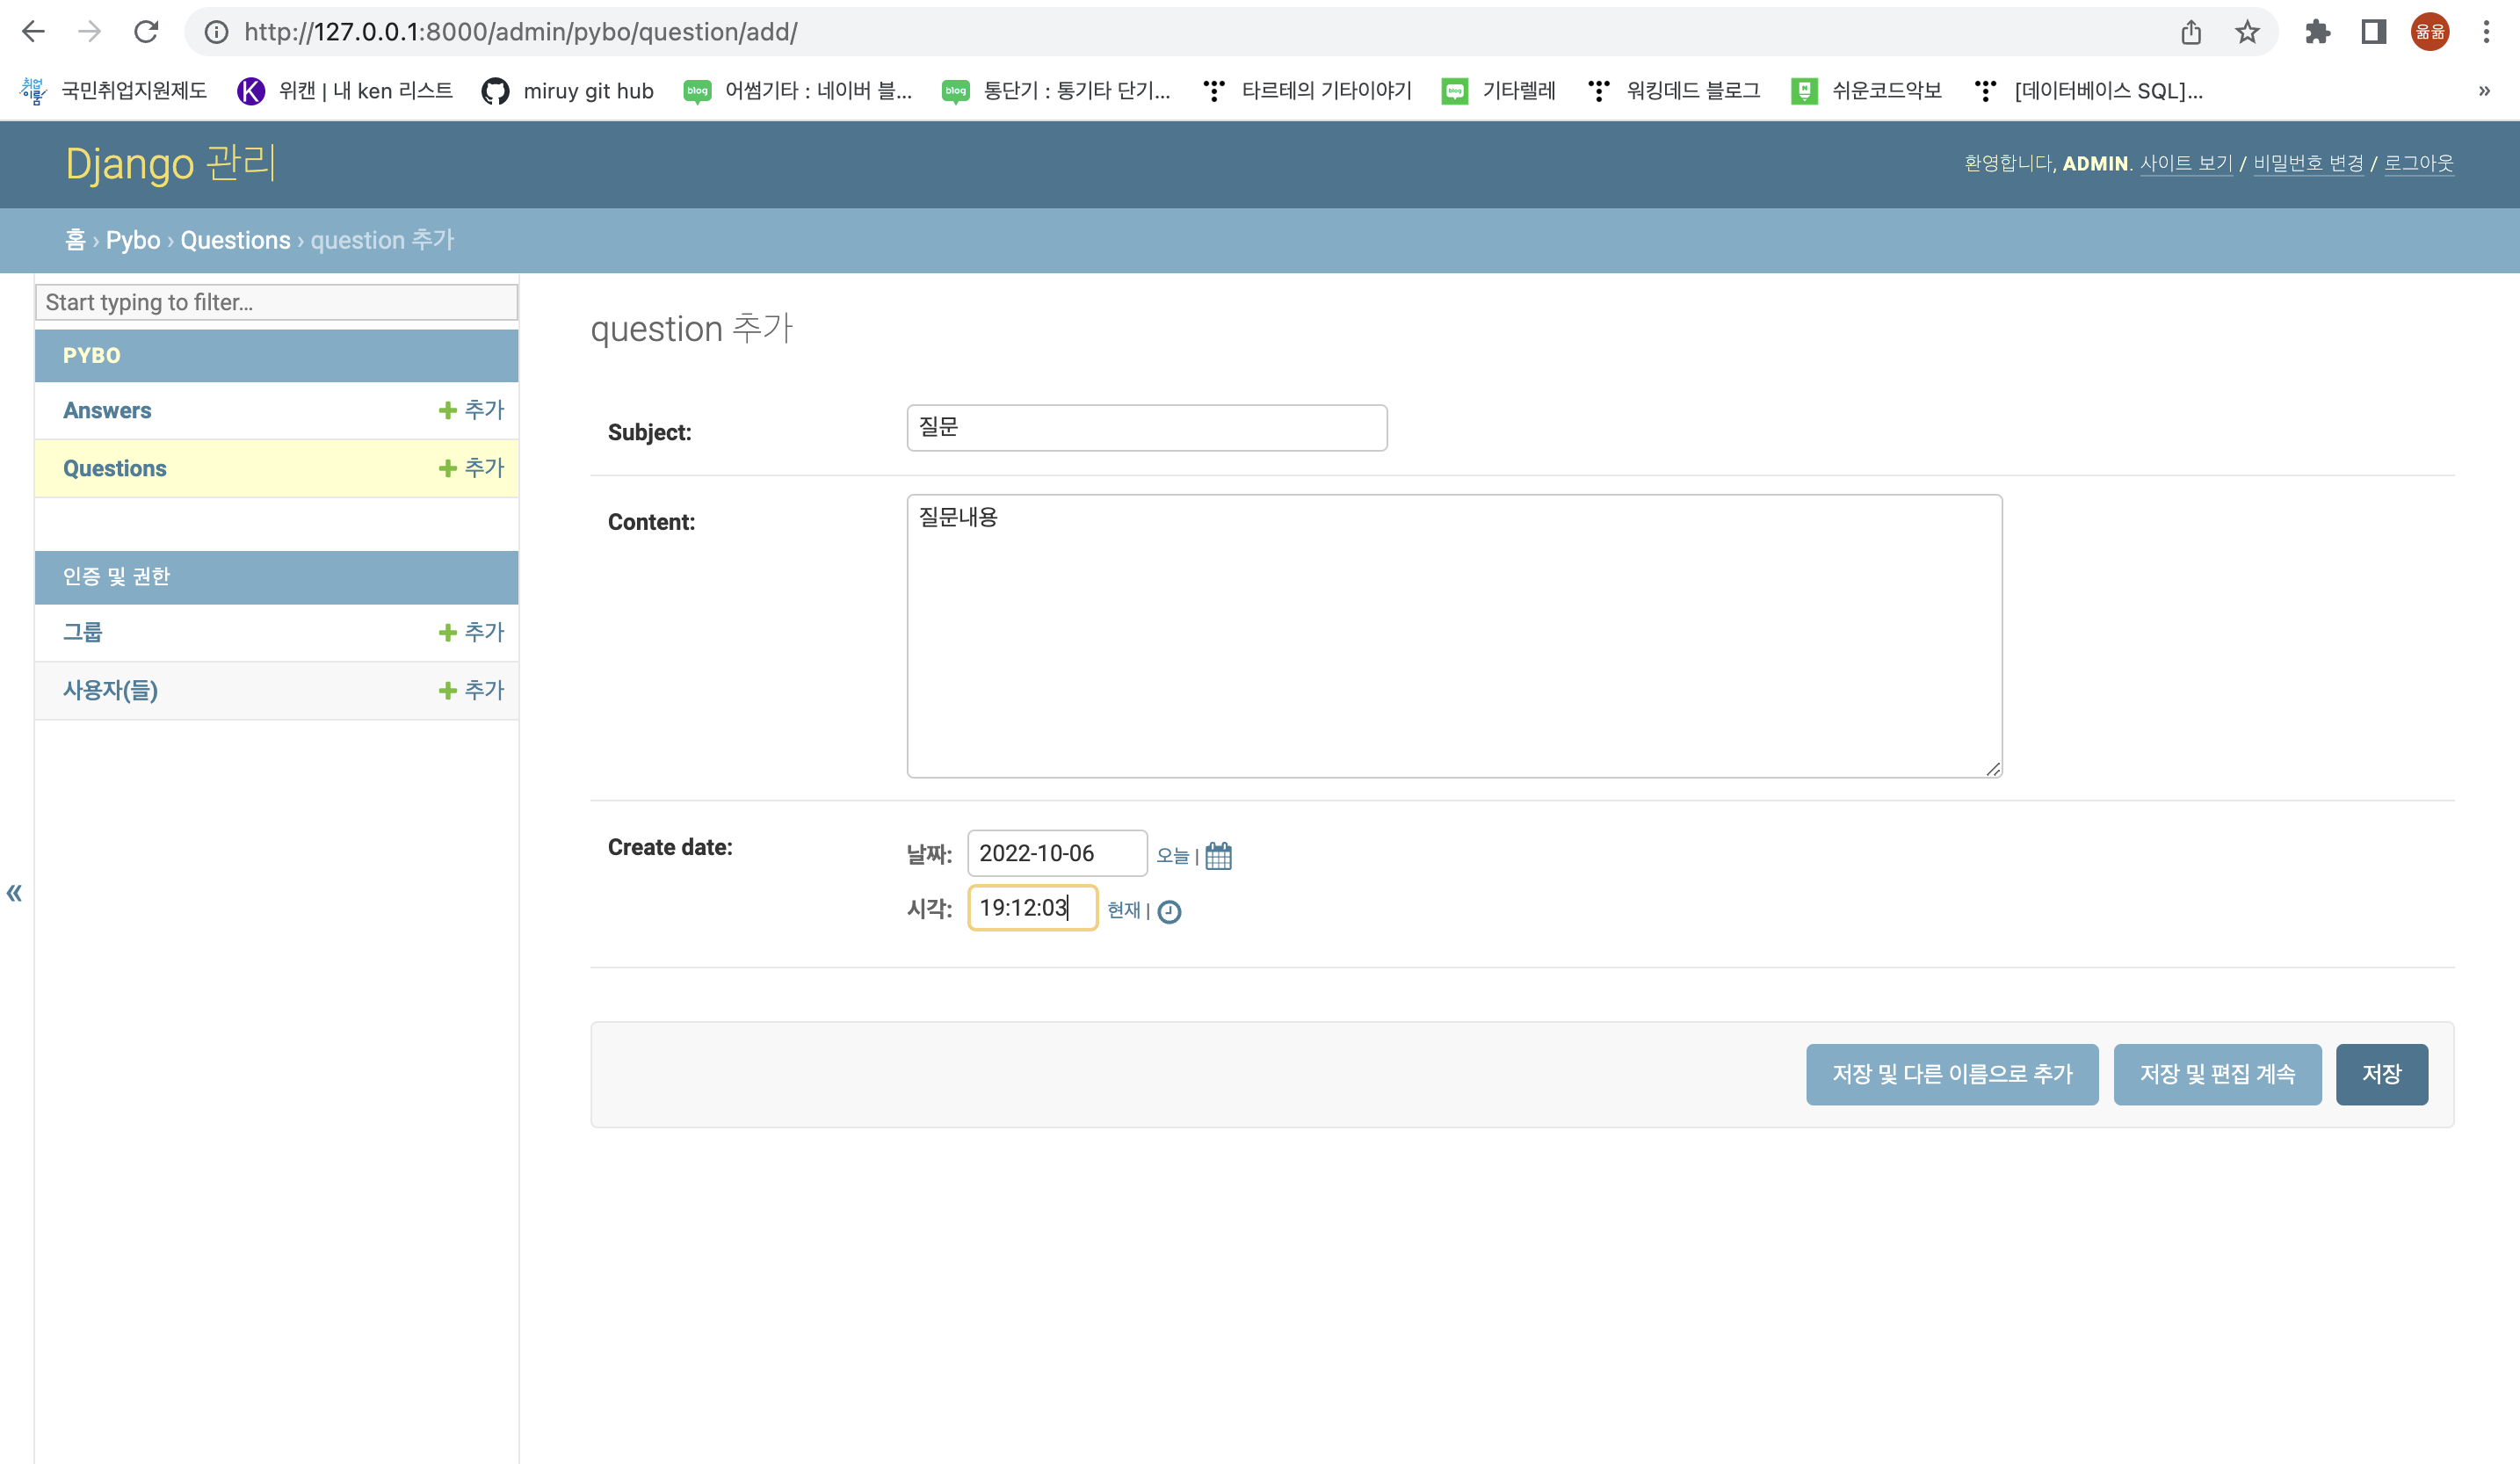 http://127.0.0.1:8000/admin/pybo/question/add/
윪윪
취업이룸 국민취업지원제도 K 위캔 | 내 ken 리스트 miruy git hub blog 어썸기타 : 네이버 블... blog 통단기 : 통기타 단기... 타르테의 기타이야기 blog 기타렐레 워킹데드 블로그 N 쉬운코드악보 [데이터베이스 SQL]... »
Django 관리
환영합니다, ADMIN. 사이트 보기 / 비밀번호 변경 / 로그아웃
홈 › Pybo › Questions › question 추가
Start typing to filter...
PYBO
Answers + 추가
Questions + 추가
인증 및 권한
그룹 + 추가
사용자(들) + 추가
«
question 추가
Subject: 질문
Content: 질문내용
Create date: 날짜: 2022-10-06 오늘 |
시각: 19:12:03 현재 |
저장 및 다른 이름으로 추가 저장 및 편집 계속 저장